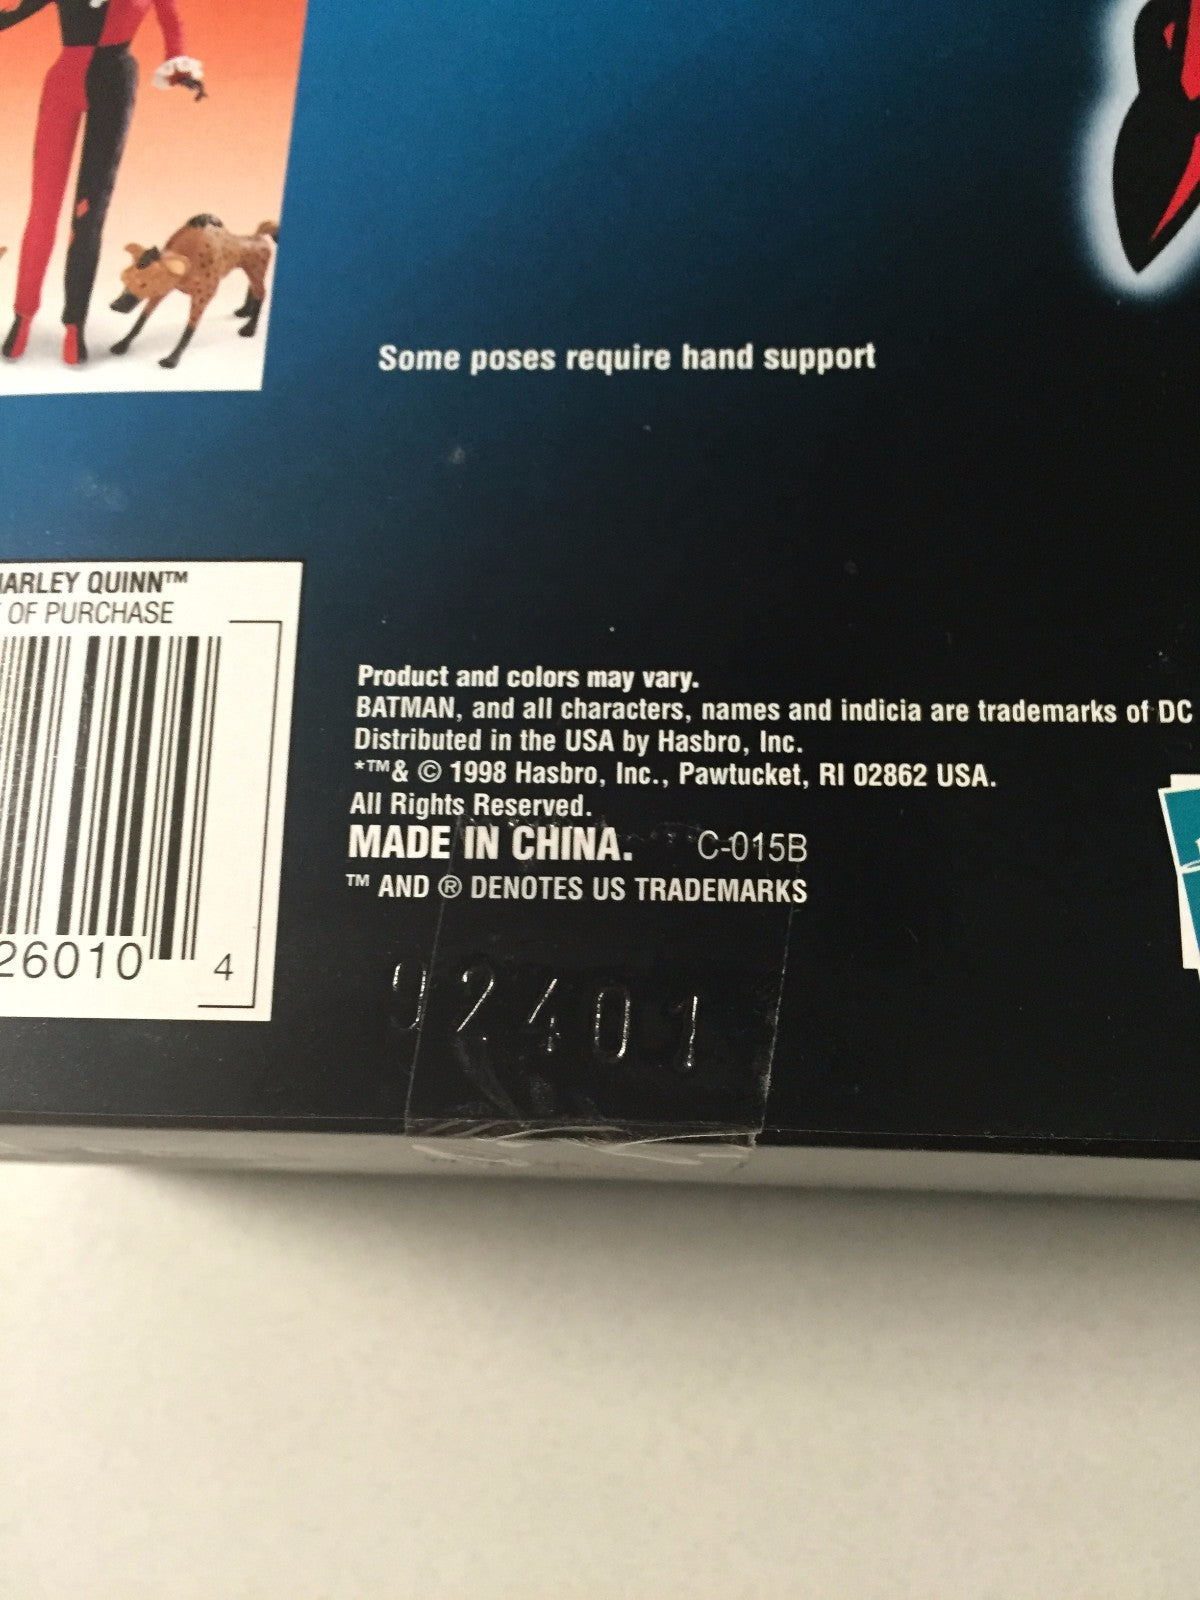 Some poses require hand support
HARLEY QUINN™
OF PURCHASE
26010 4
Product and colors may vary.
BATMAN, and all characters, names and indicia are trademarks of DC
Distributed in the USA by Hasbro, Inc.
*™& © 1998 Hasbro, Inc., Pawtucket, RI 02862 USA.
All Rights Reserved.
MADE IN CHINA. C-015B
™ AND ® DENOTES US TRADEMARKS
92401